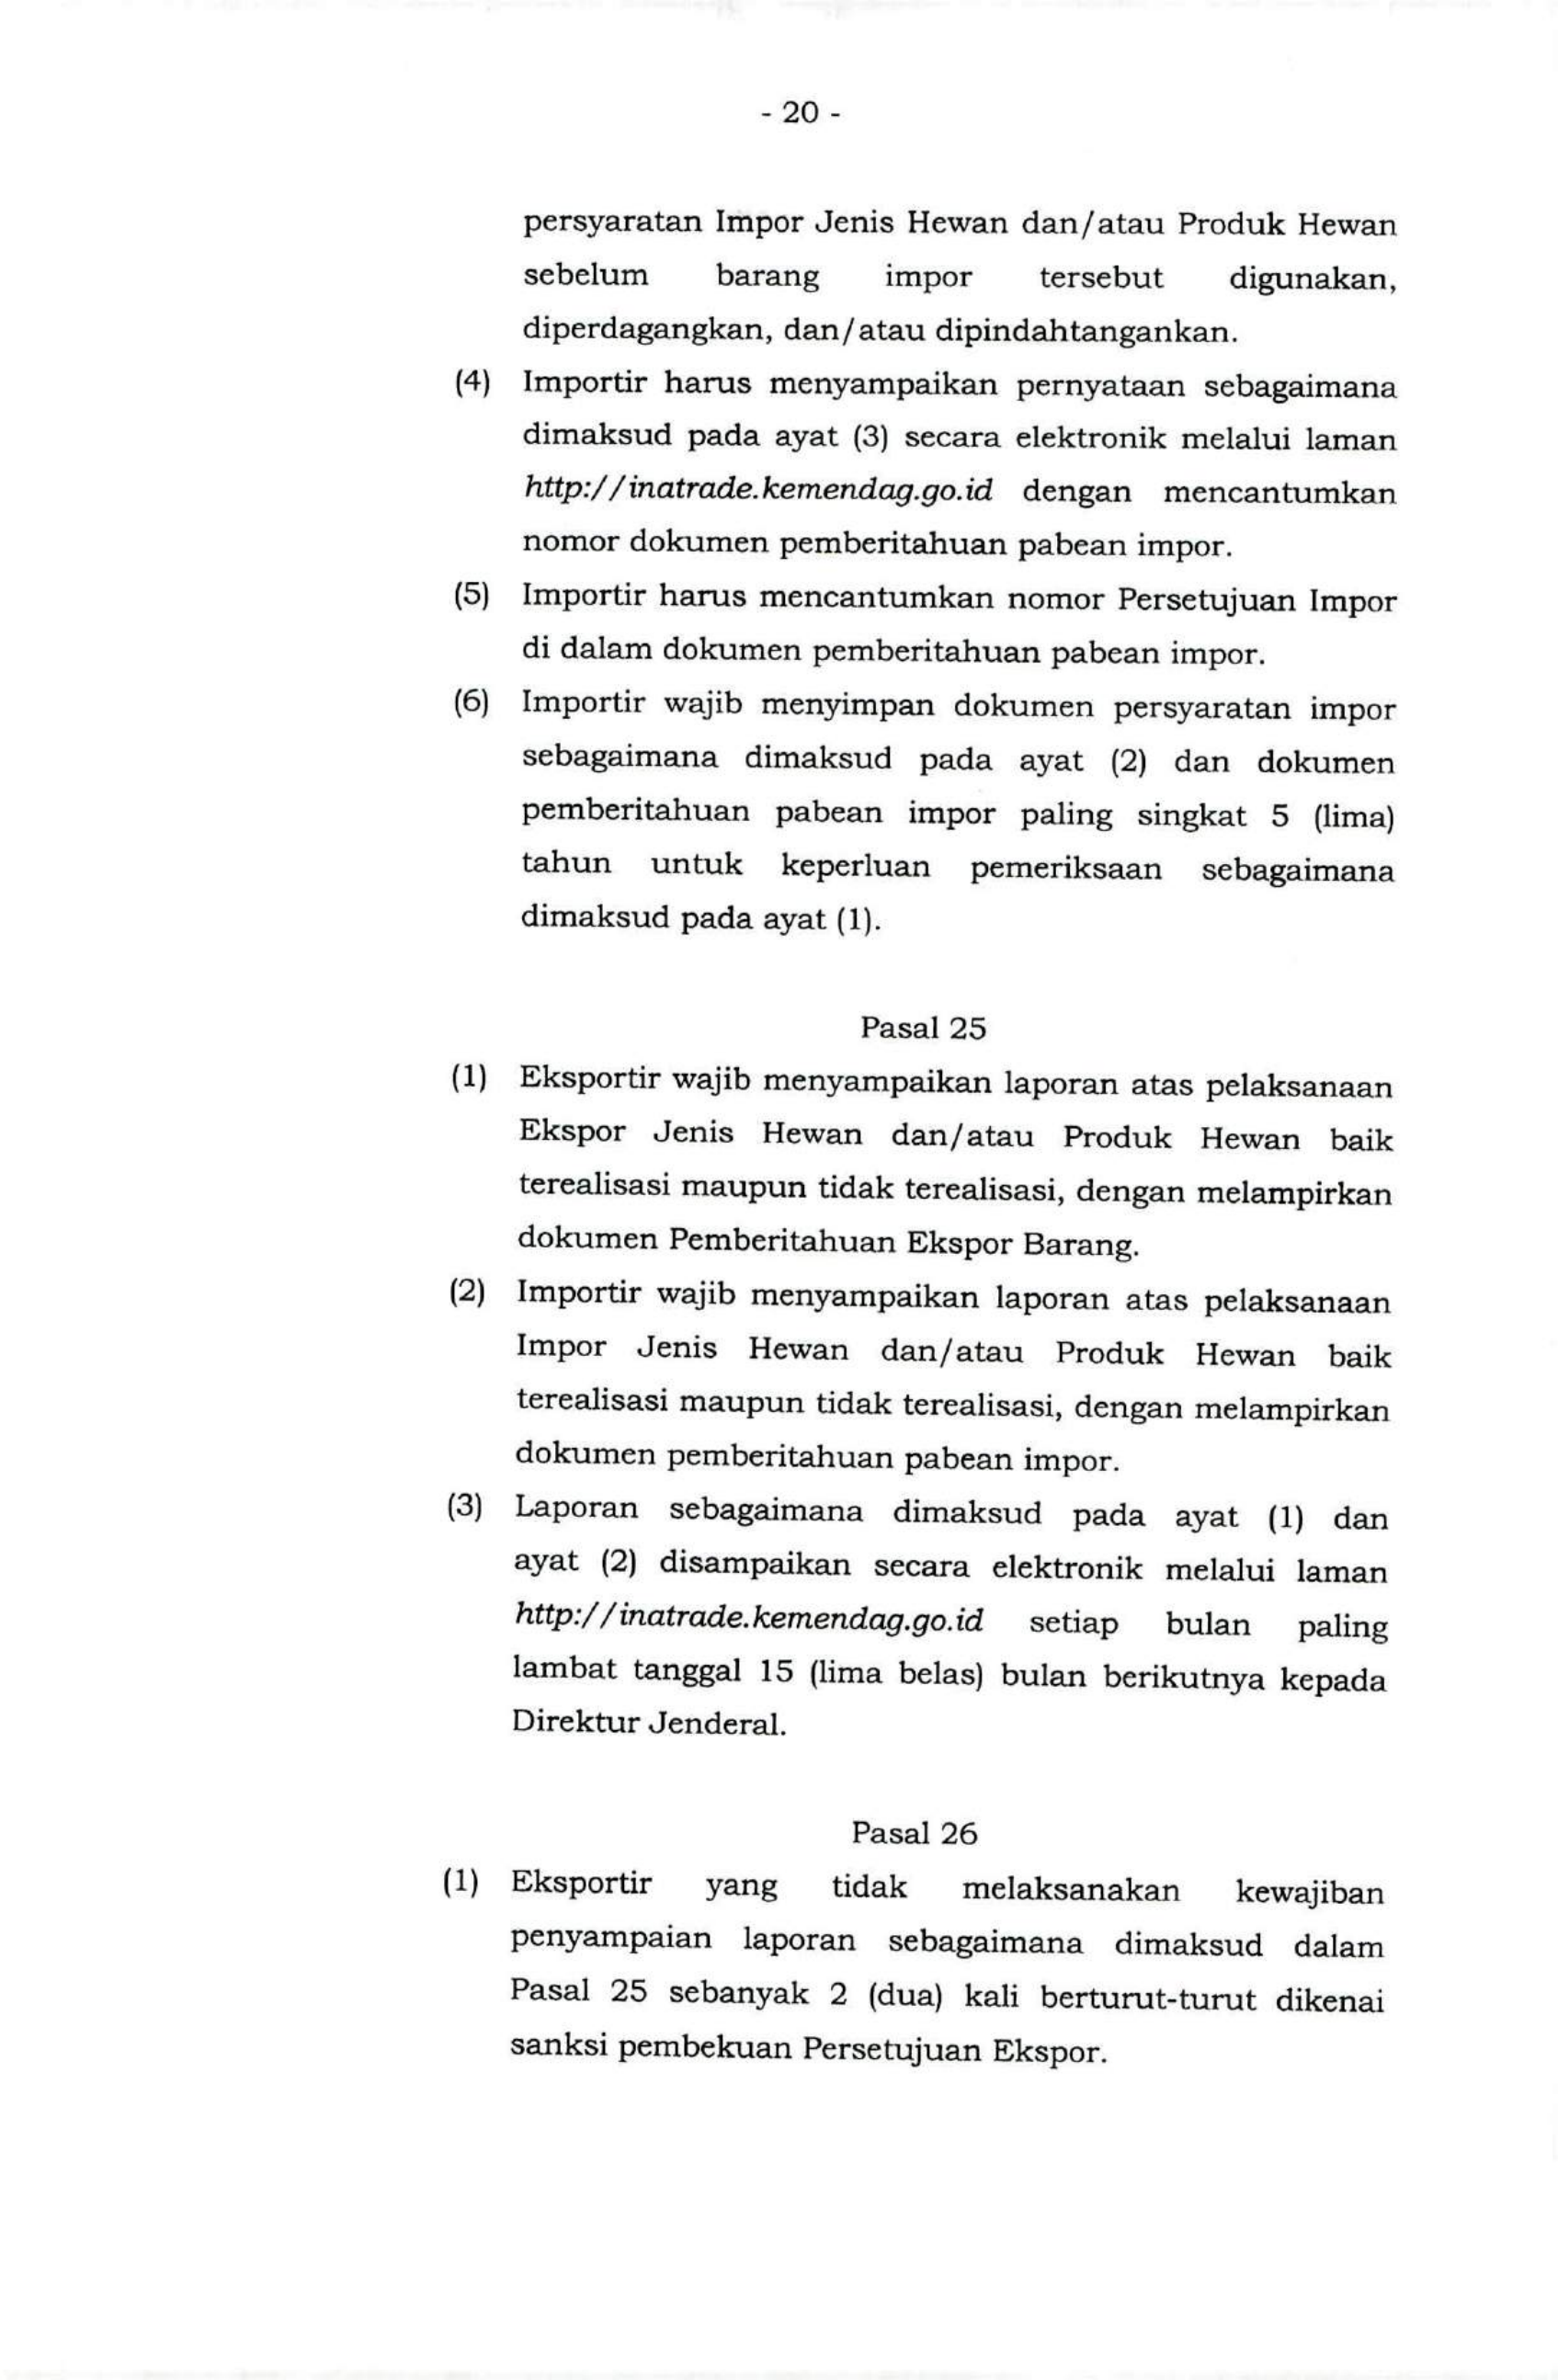 - 20 -
persyaratan Impor Jenis Hewan dan/atau Produk Hewan
sebelum barang impor tersebut digunakan,
diperdagangkan, dan/atau dipindahtangankan.
(4) Importir harus menyampaikan pernyataan sebagaimana
dimaksud pada ayat (3) secara elektronik melalui laman
http://inatrade.kemendag.go.id dengan mencantumkan
nomor dokumen pemberitahuan pabean impor.
(5) Importir harus mencantumkan nomor Persetujuan Impor
di dalam dokumen pemberitahuan pabean impor.
(6) Importir wajib menyimpan dokumen persyaratan impor
sebagaimana dimaksud pada ayat (2) dan dokumen
pemberitahuan pabean impor paling singkat 5 (lima)
tahun untuk keperluan pemeriksaan sebagaimana
dimaksud pada ayat (1).
Pasal 25
(1) Eksportir wajib menyampaikan laporan atas pelaksanaan
Ekspor Jenis Hewan dan/atau Produk Hewan baik
terealisasi maupun tidak terealisasi, dengan melampirkan
dokumen Pemberitahuan Ekspor Barang.
(2) Importir wajib menyampaikan laporan atas pelaksanaan
Impor Jenis Hewan dan/atau Produk Hewan baik
terealisasi maupun tidak terealisasi, dengan melampirkan
dokumen pemberitahuan pabean impor.
(3) Laporan sebagaimana dimaksud pada ayat (1) dan
ayat (2) disampaikan secara elektronik melalui laman
http://inatrade.kemendag.go.id setiap bulan paling
lambat tanggal 15 (lima belas) bulan berikutnya kepada
Direktur Jenderal.
Pasal 26
(1) Eksportir yang tidak melaksanakan kewajiban
penyampaian laporan sebagaimana dimaksud dalam
Pasal 25 sebanyak 2 (dua) kali berturut-turut dikenai
sanksi pembekuan Persetujuan Ekspor.